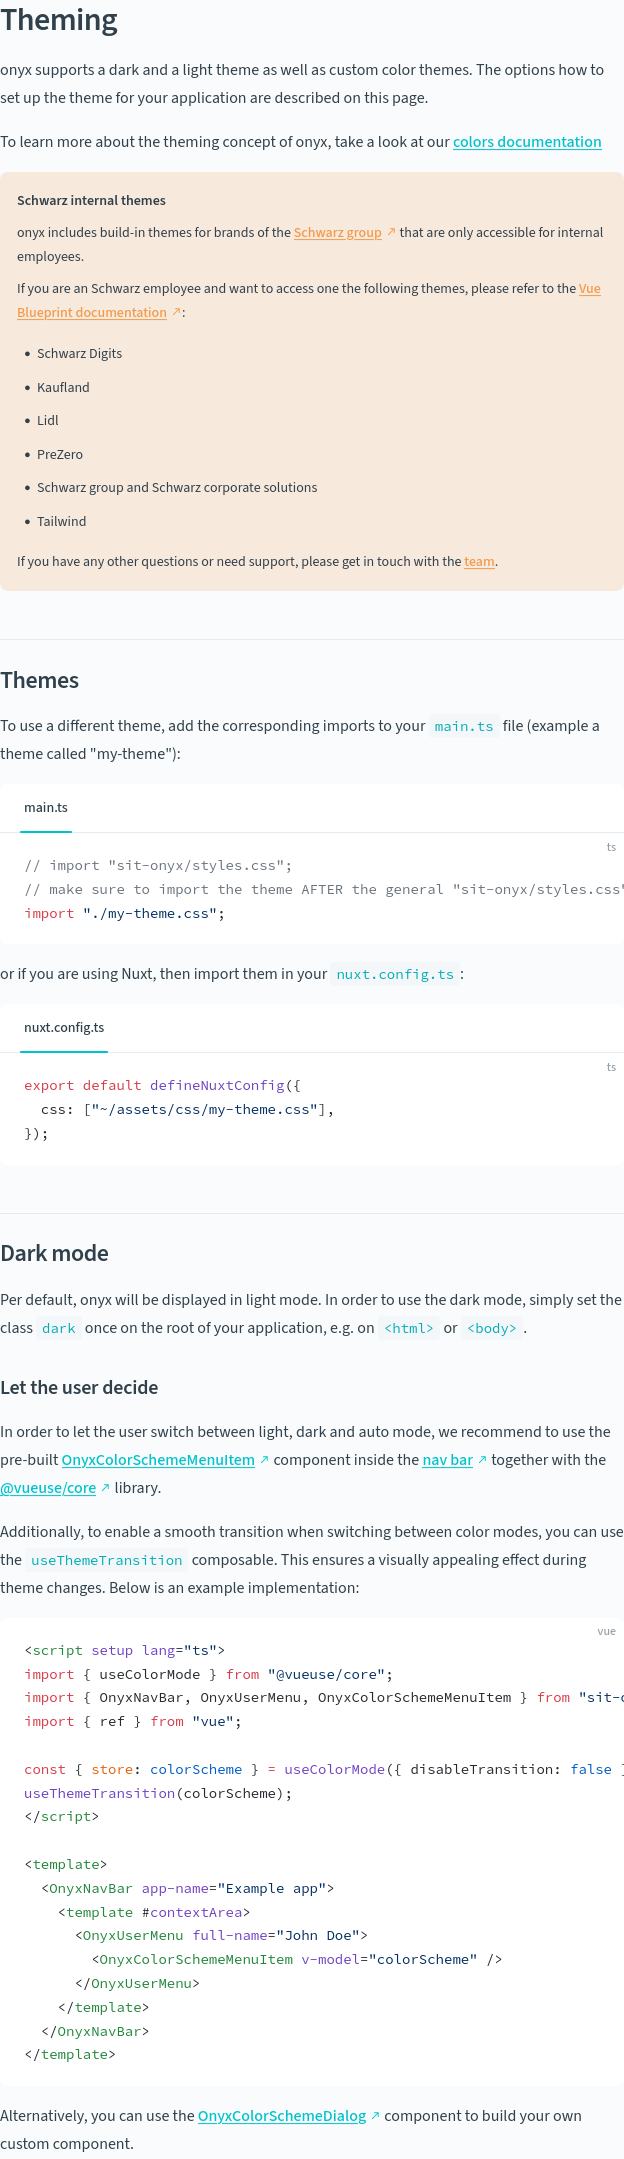 Theming
onyx supports a dark and a light theme as well as custom color themes. The options how to
set up the theme for your application are described on this page.
To learn more about the theming concept of onyx, take a look at our colors documentation
Schwarz internal themes
onyx includes build-in themes for brands of the Schwarz group ↗ that are only accessible for internal
employees.
If you are an Schwarz employee and want to access one the following themes, please refer to the Vue
Blueprint documentation ↗:
• Schwarz Digits
• Kaufland
• Lidl
• PreZero
• Schwarz group and Schwarz corporate solutions
• Tailwind
If you have any other questions or need support, please get in touch with the team.
Themes
To use a different theme, add the corresponding imports to your main.ts file (example a
theme called "my-theme"):
main.ts
ts
// import "sit-onyx/styles.css";
// make sure to import the theme AFTER the general "sit-onyx/styles.css"
import "./my-theme.css";
or if you are using Nuxt, then import them in your nuxt.config.ts :
nuxt.config.ts
ts
export default defineNuxtConfig({
  css: ["~/assets/css/my-theme.css"],
});
Dark mode
Per default, onyx will be displayed in light mode. In order to use the dark mode, simply set the
class dark once on the root of your application, e.g. on <html> or <body> .
Let the user decide
In order to let the user switch between light, dark and auto mode, we recommend to use the
pre-built OnyxColorSchemeMenuItem ↗ component inside the nav bar ↗ together with the
@vueuse/core ↗ library.
Additionally, to enable a smooth transition when switching between color modes, you can use
the useThemeTransition composable. This ensures a visually appealing effect during
theme changes. Below is an example implementation:
vue
<script setup lang="ts">
import { useColorMode } from "@vueuse/core";
import { OnyxNavBar, OnyxUserMenu, OnyxColorSchemeMenuItem } from "sit-
import { ref } from "vue";
const { store: colorScheme } = useColorMode({ disableTransition: false }
useThemeTransition(colorScheme);
</script>
<template>
  <OnyxNavBar app-name="Example app">
    <template #contextArea>
      <OnyxUserMenu full-name="John Doe">
        <OnyxColorSchemeMenuItem v-model="colorScheme" />
      </OnyxUserMenu>
    </template>
  </OnyxNavBar>
</template>
Alternatively, you can use the OnyxColorSchemeDialog ↗ component to build your own
custom component.